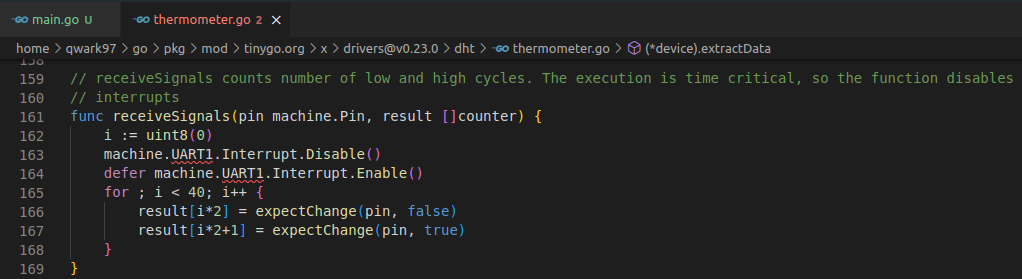 GO main.go U GO thermometer.go 2 ×
home > qwark97 > go > pkg > mod > tinygo.org > x > drivers@v0.23.0 > dht > GO thermometer.go > (*device).extractData
158
159 // receiveSignals counts number of low and high cycles. The execution is time critical, so the function disables
160 // interrupts
161 func receiveSignals(pin machine.Pin, result []counter) {
162     i := uint8(0)
163     machine.UART1.Interrupt.Disable()
164     defer machine.UART1.Interrupt.Enable()
165     for ; i < 40; i++ {
166         result[i*2] = expectChange(pin, false)
167         result[i*2+1] = expectChange(pin, true)
168     }
169 }